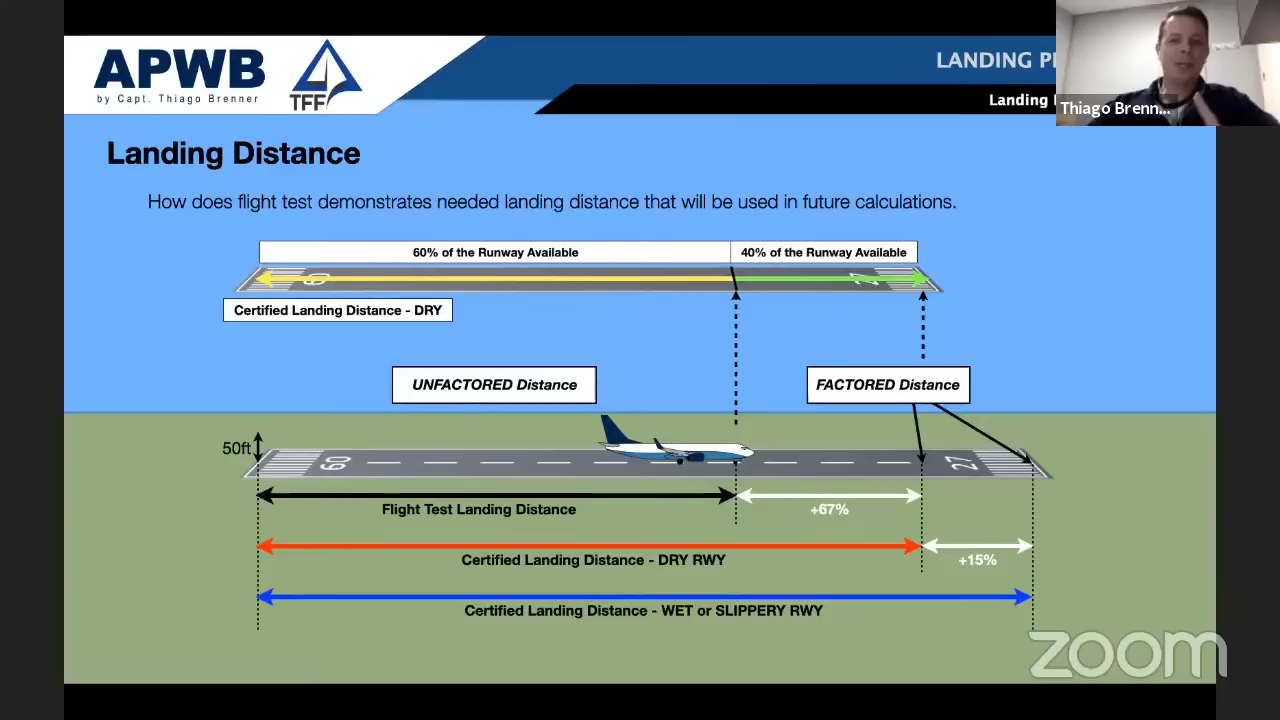 APWB
by Capt. Thiago Brenner
TFF
LANDING P
Landing
Thiago Brenn...
Landing Distance
How does flight test demonstrates needed landing distance that will be used in future calculations.
60% of the Runway Available
40% of the Runway Available
60
27
Certified Landing Distance - DRY
UNFACTORED Distance
FACTORED Distance
50ft
60
27
Flight Test Landing Distance
+67%
Certified Landing Distance - DRY RWY
+15%
Certified Landing Distance - WET or SLIPPERY RWY
zoom